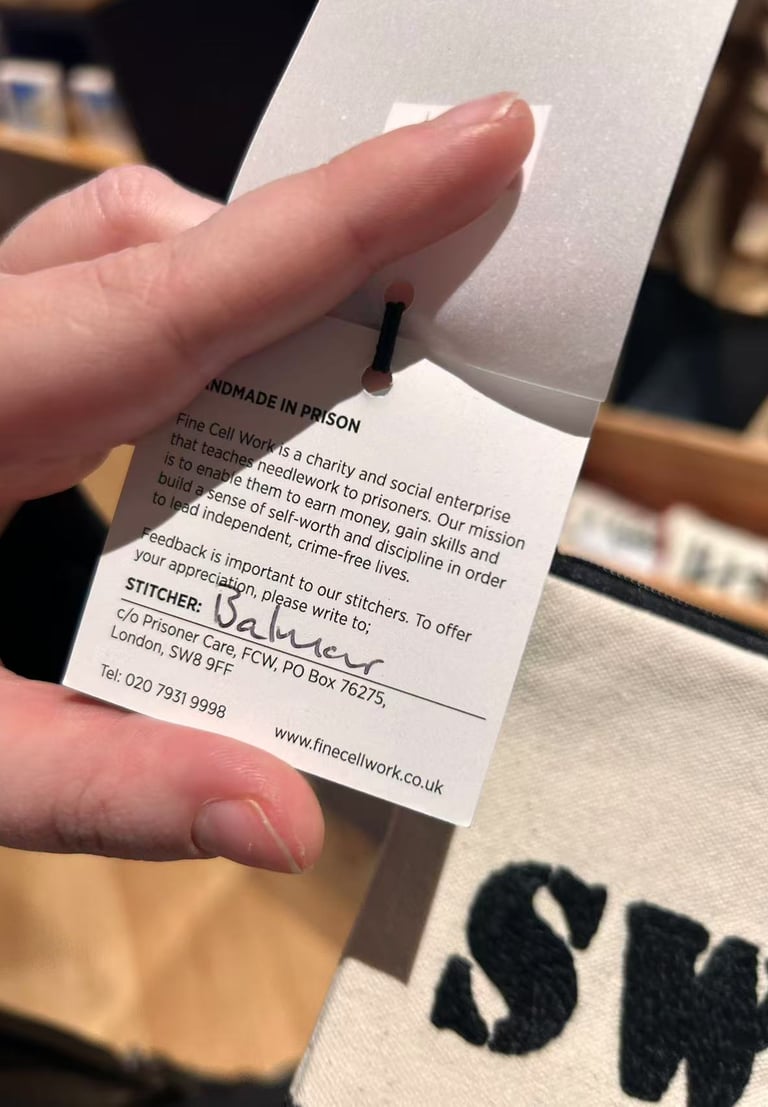 NDMADE IN PRISON
Fine Cell Work is a charity and social enterprise
that teaches needlework to prisoners. Our mission
is to enable them to earn money, gain skills and
build a sense of self-worth and discipline in order
to lead independent, crime-free lives.
Feedback is important to our stitchers. To offer
your appreciation, please write to;
STITCHER:
c/o Prisoner Care, FCW, PO Box 76275,
London, SW8 9FF
Tel: 020 7931 9998
www.finecellwork.co.uk
SW